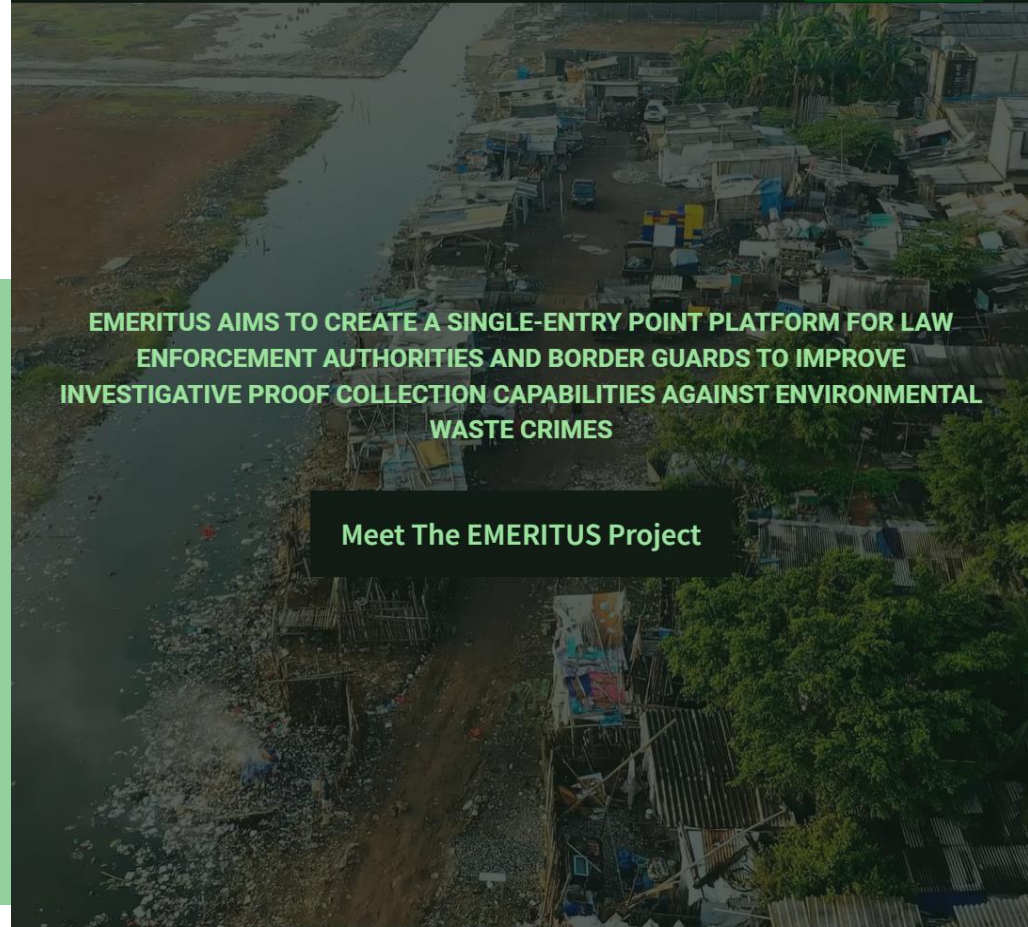 EMERITUS AIMS TO CREATE A SINGLE-ENTRY POINT PLATFORM FOR LAW
ENFORCEMENT AUTHORITIES AND BORDER GUARDS TO IMPROVE
INVESTIGATIVE PROOF COLLECTION CAPABILITIES AGAINST ENVIRONMENTAL
WASTE CRIMES
Meet The EMERITUS Project